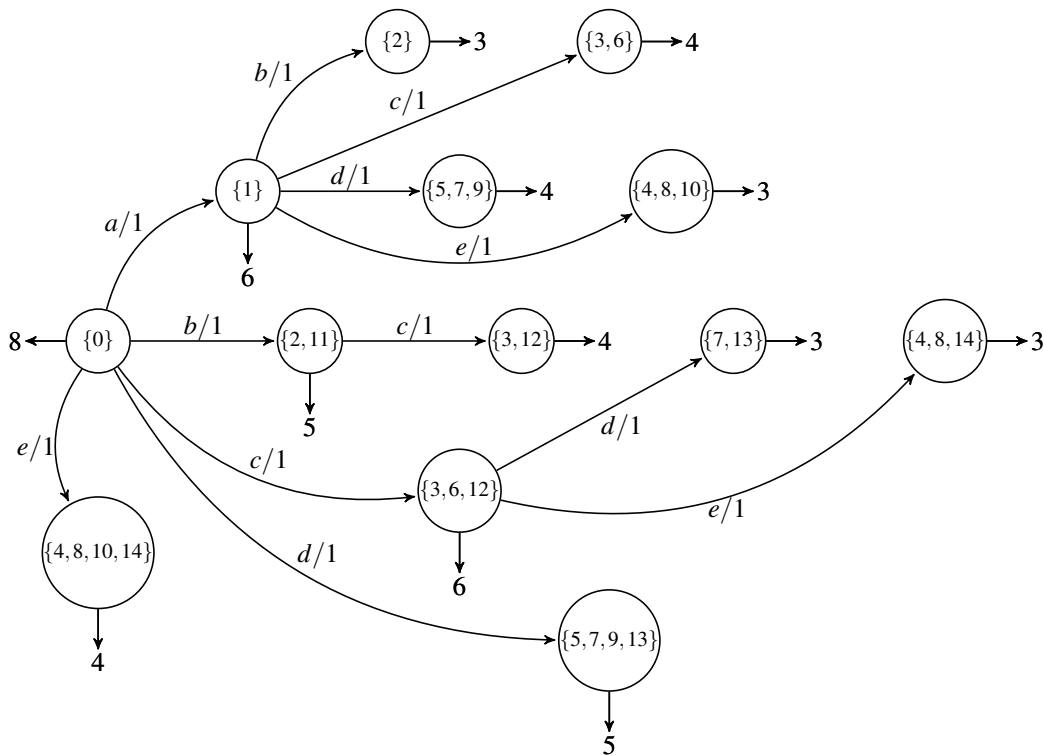 {2} 3 {3,6} 4
b/1
c/1
{1} d/1 {5,7,9} 4 {4,8,10} 3
a/1
e/1
6
8 {0} b/1 {2,11} c/1 {3,12} 4 {7,13} 3 {4,8,14} 3
5
d/1
e/1
c/1
{3,6,12}
e/1
{4,8,10,14}
d/1
6
{5,7,9,13}
4
5